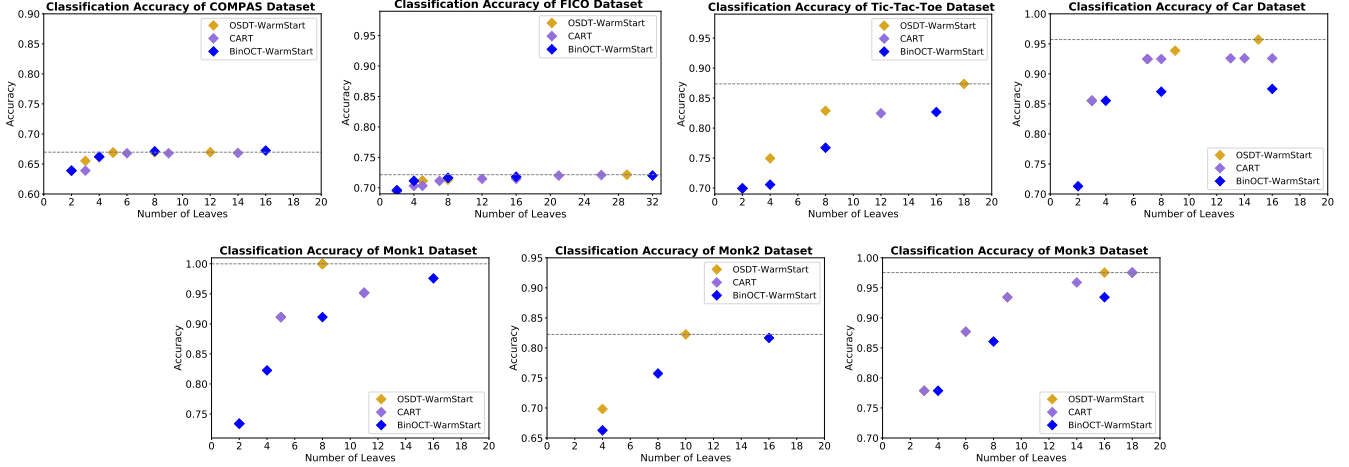 Classification Accuracy of COMPAS Dataset
0.90
0.85
0.80
0.75
0.70
0.65
0.60
Accuracy
OSDT-WarmStart
CART
BinOCT-WarmStart
0 2 4 6 8 10 12 14 16 18 20
Number of Leaves
Classification Accuracy of FICO Dataset
0.95
0.90
0.85
0.80
0.75
0.70
Accuracy
OSDT-WarmStart
CART
BinOCT-WarmStart
0 4 8 12 16 20 24 28 32
Number of Leaves
Classification Accuracy of Tic-Tac-Toe Dataset
0.95
0.90
0.85
0.80
0.75
0.70
Accuracy
OSDT-WarmStart
CART
BinOCT-WarmStart
0 2 4 6 8 10 12 14 16 18 20
Number of Leaves
Classification Accuracy of Car Dataset
1.00
0.95
0.90
0.85
0.80
0.75
0.70
Accuracy
OSDT-WarmStart
CART
BinOCT-WarmStart
0 2 4 6 8 10 12 14 16 18 20
Number of Leaves
Classification Accuracy of Monk1 Dataset
1.00
0.95
0.90
0.85
0.80
0.75
Accuracy
OSDT-WarmStart
CART
BinOCT-WarmStart
0 2 4 6 8 10 12 14 16 18 20
Number of Leaves
Classification Accuracy of Monk2 Dataset
0.95
0.90
0.85
0.80
0.75
0.70
0.65
Accuracy
OSDT-WarmStart
CART
BinOCT-WarmStart
0 2 4 6 8 10 12 14 16 18 20
Number of Leaves
Classification Accuracy of Monk3 Dataset
1.00
0.95
0.90
0.85
0.80
0.75
0.70
Accuracy
OSDT-WarmStart
CART
BinOCT-WarmStart
0 2 4 6 8 10 12 14 16 18 20
Number of Leaves